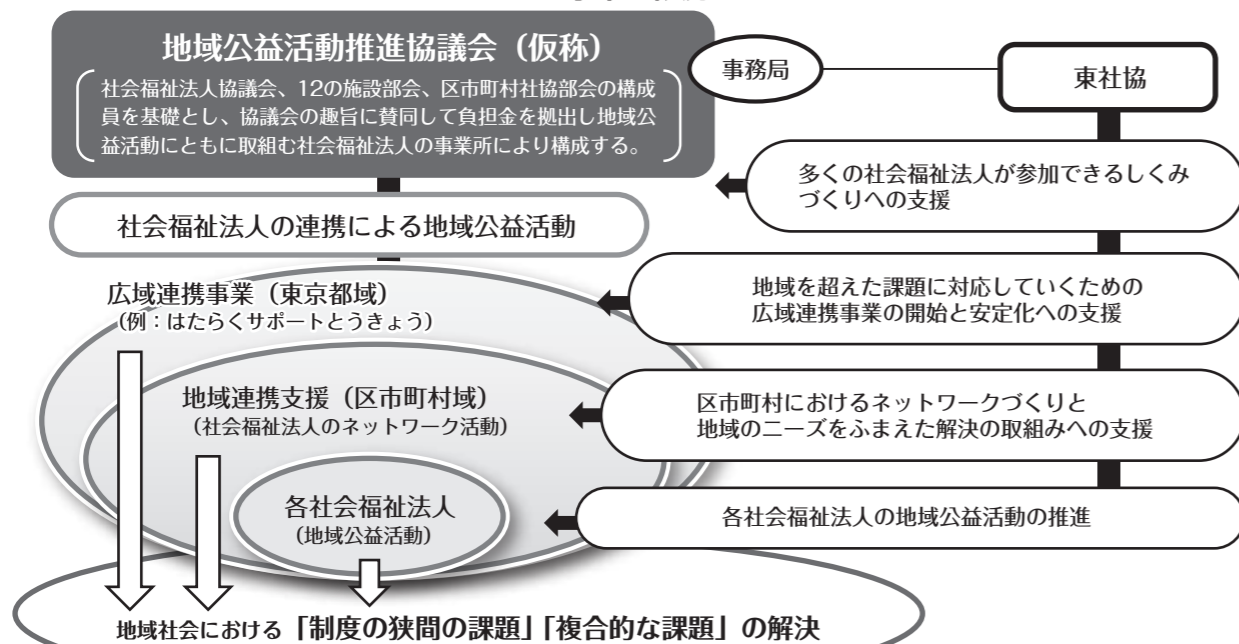 地域公益活動推進協議会（仮称）
社会福祉法人協議会、12の施設部会、区市町村社協部会の構成
員を基礎とし、協議会の趣旨に賛同して負担金を拠出し地域公
益活動にともに取組む社会福祉法人の事業所により構成する。
事務局
東社協
多くの社会福祉法人が参加できるしくみ
づくりへの支援
社会福祉法人の連携による地域公益活動
広域連携事業（東京都域）
（例：はたらくサポートとうきょう）
地域を超えた課題に対応していくための
広域連携事業の開始と安定化への支援
地域連携支援（区市町村域）
（社会福祉法人のネットワーク活動）
区市町村におけるネットワークづくりと
地域のニーズをふまえた解決の取組みへの支援
各社会福祉法人
（地域公益活動）
各社会福祉法人の地域公益活動の推進
地域社会における「制度の狭間の課題」「複合的な課題」の解決